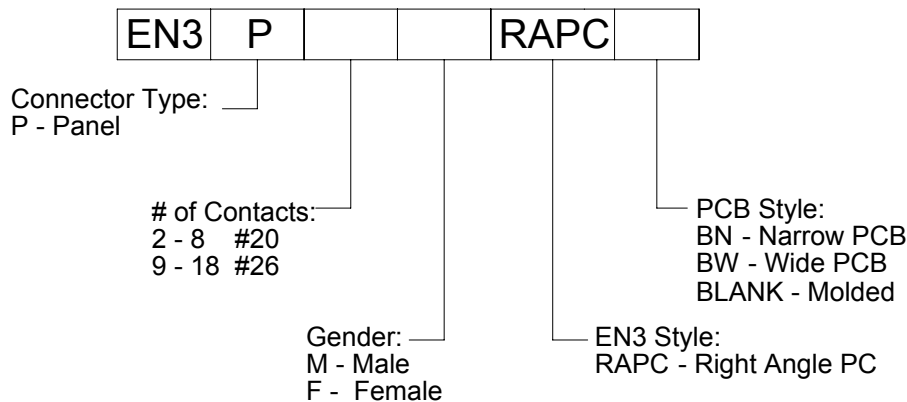 EN3 P RAPC
Connector Type:
P - Panel
# of Contacts:
2 - 8 #20
9 - 18 #26
Gender:
M - Male
F - Female
EN3 Style:
RAPC - Right Angle PC
PCB Style:
BN - Narrow PCB
BW - Wide PCB
BLANK - Molded